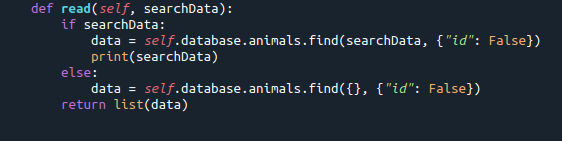 def read(self, searchData):
if searchData:
data = self.database.animals.find(searchData, {"id": False})
print(searchData)
else:
data = self.database.animals.find({}, {"id": False})
return list(data)